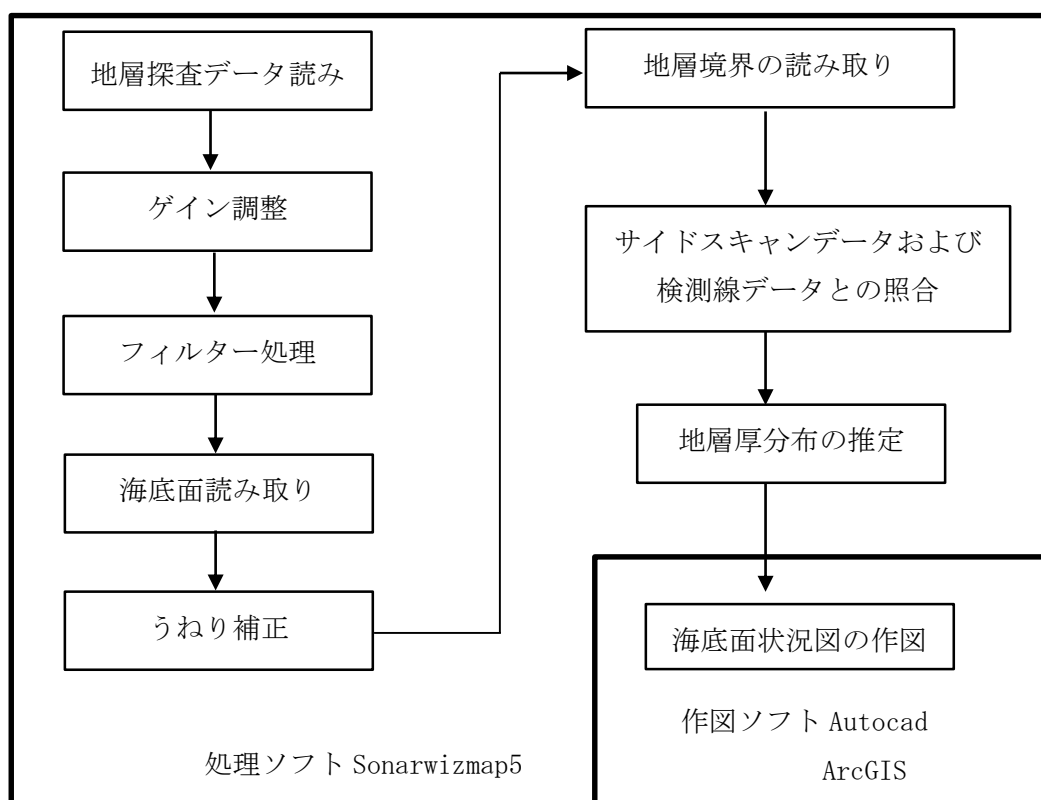 地層探査データ読み
ゲイン調整
フィルター処理
海底面読み取り
うねり補正
地層境界の読み取り
サイドスキャンデータおよび
検測線データとの照合
地層厚分布の推定
海底面状況図の作図
処理ソフト Sonarwizmap5
作図ソフト Autocad
ArcGIS